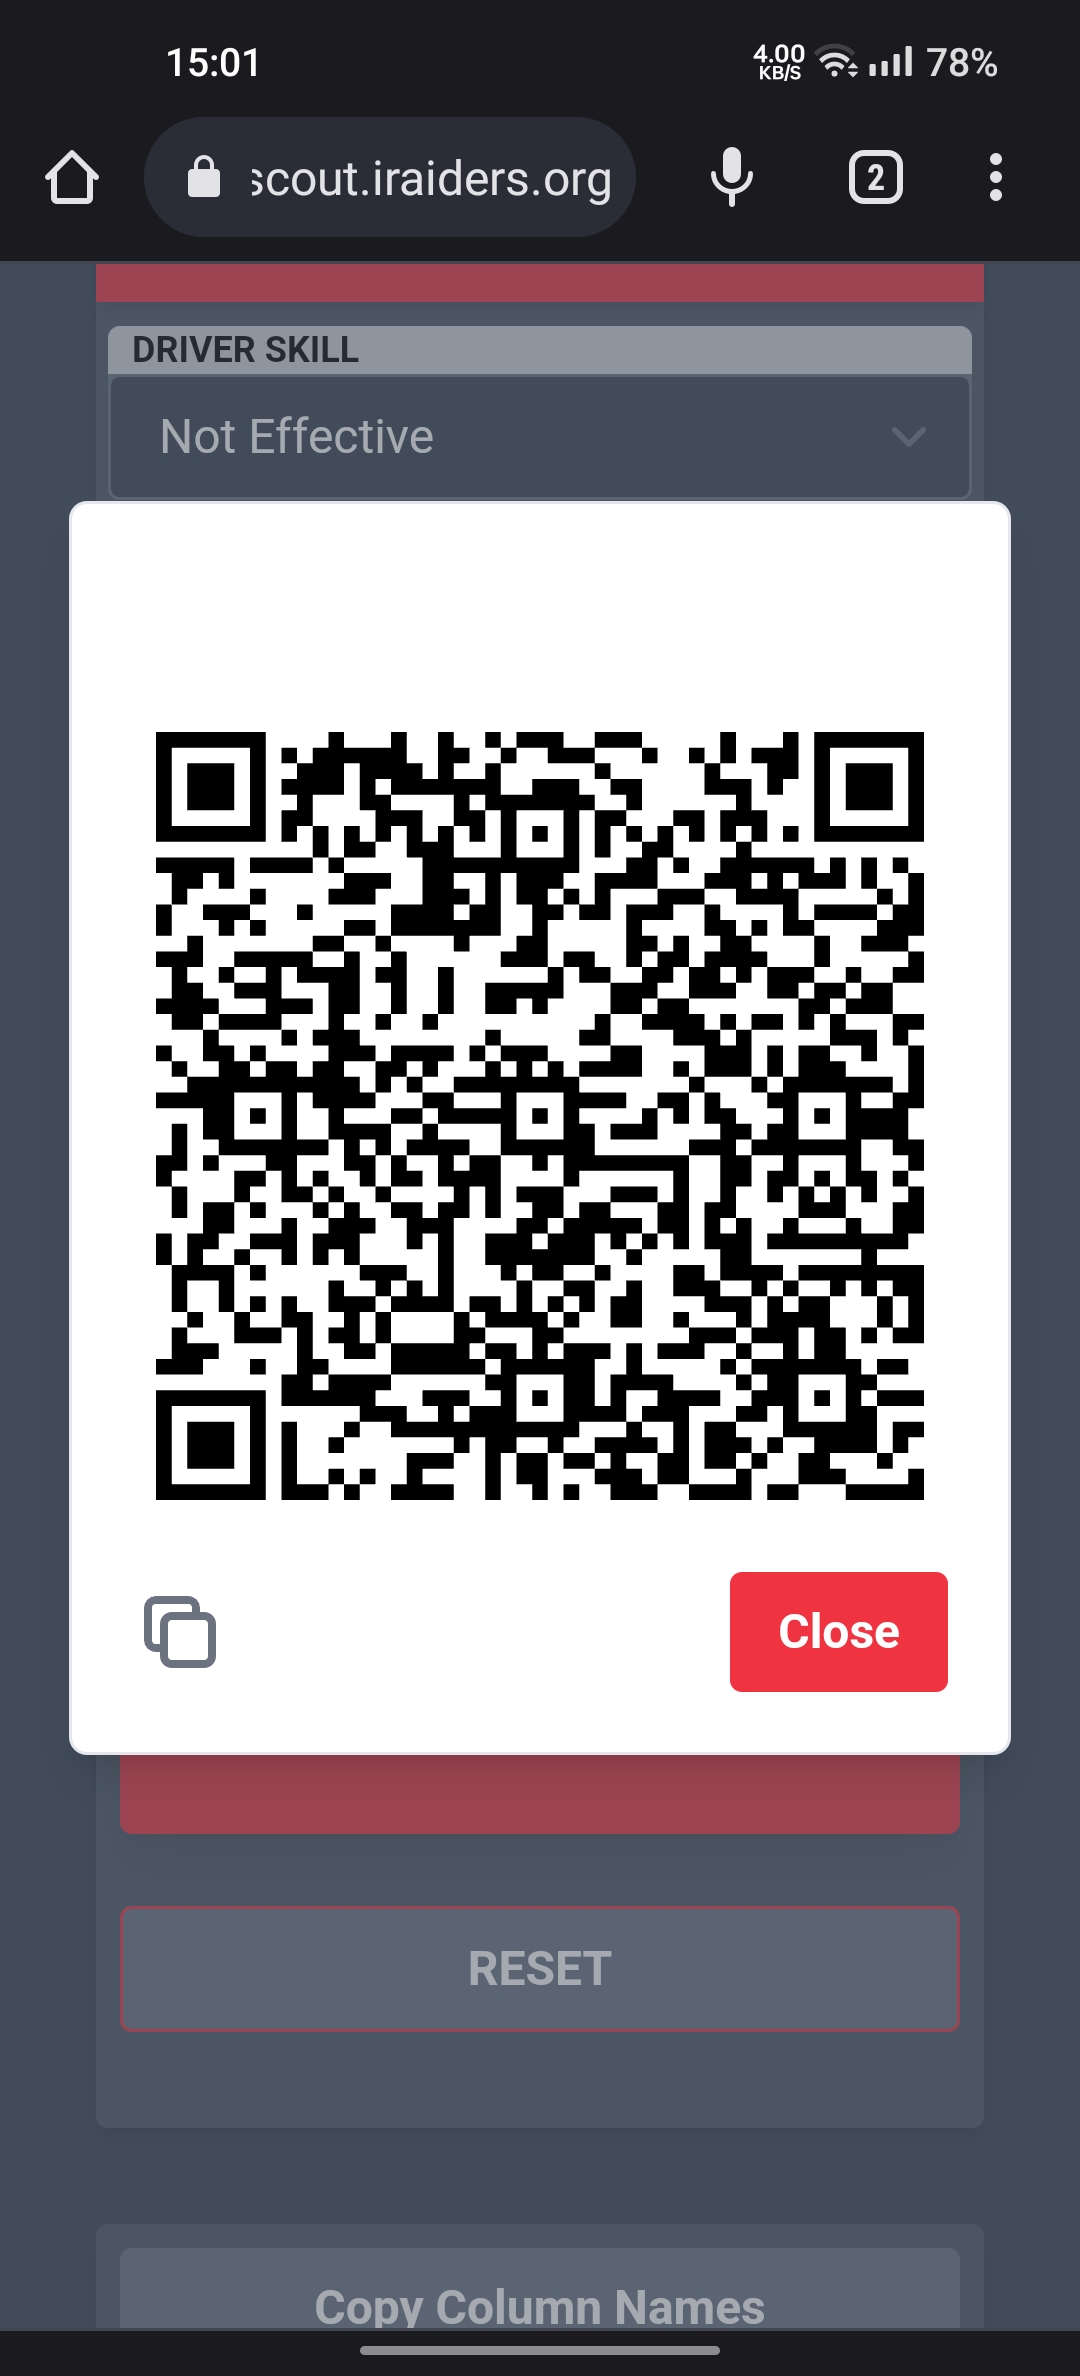 15:01
4.00
KB/S
78%
scout.iraiders.org
2
DRIVER SKILL
Not Effective
Close
RESET
Copy Column Names